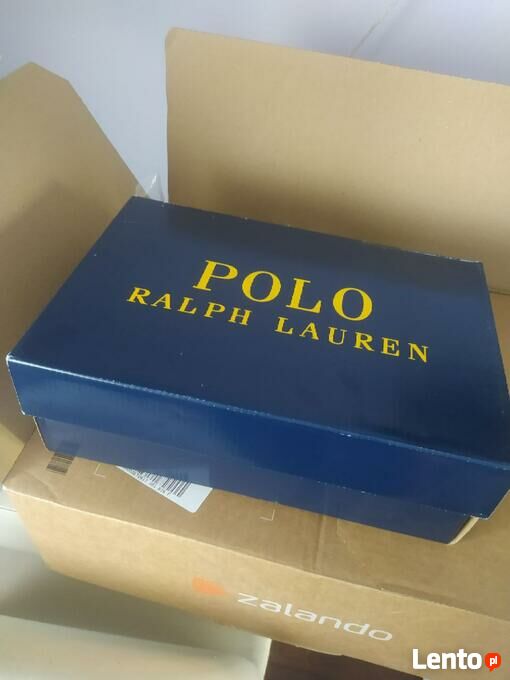 POLO
RALPH LAUREN
zalando
Lento pl